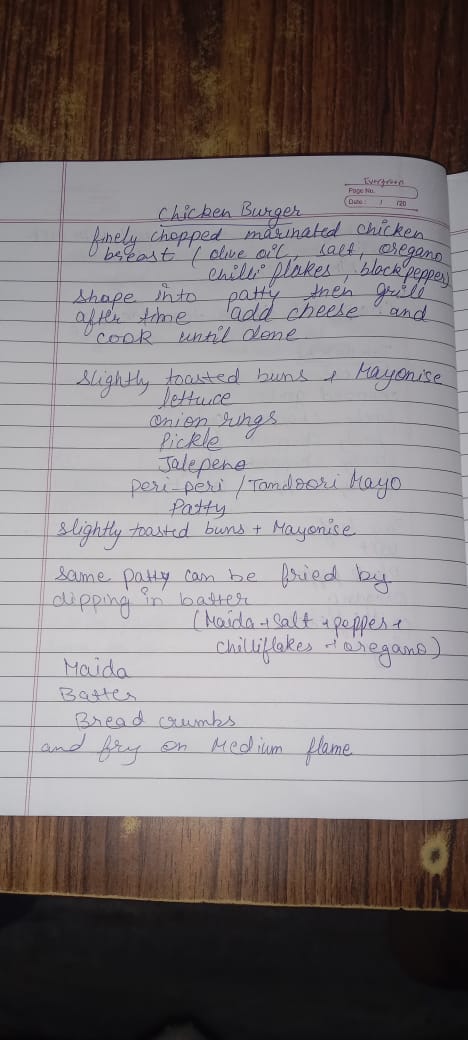 Evergreen
Page No.
Date : / /20
Chicken Burger
finely chopped marinated chicken
breast ( olive oil, salt, oregano
chilli flakes, black pepper)
Shape into patty then grill
after time add cheese and
cook until done
Slightly toasted buns + Mayonise
lettuce
onion rings
Pickle
Jalepeno
Peri-peri / Tandoori Mayo
Patty
Slightly toasted buns + Mayonise
Same patty can be fried by
dipping in batter
(Maida + salt + pepper +
chilliflakes + oregano)
Maida
Batter
Bread crumbs
and fry on Medium flame